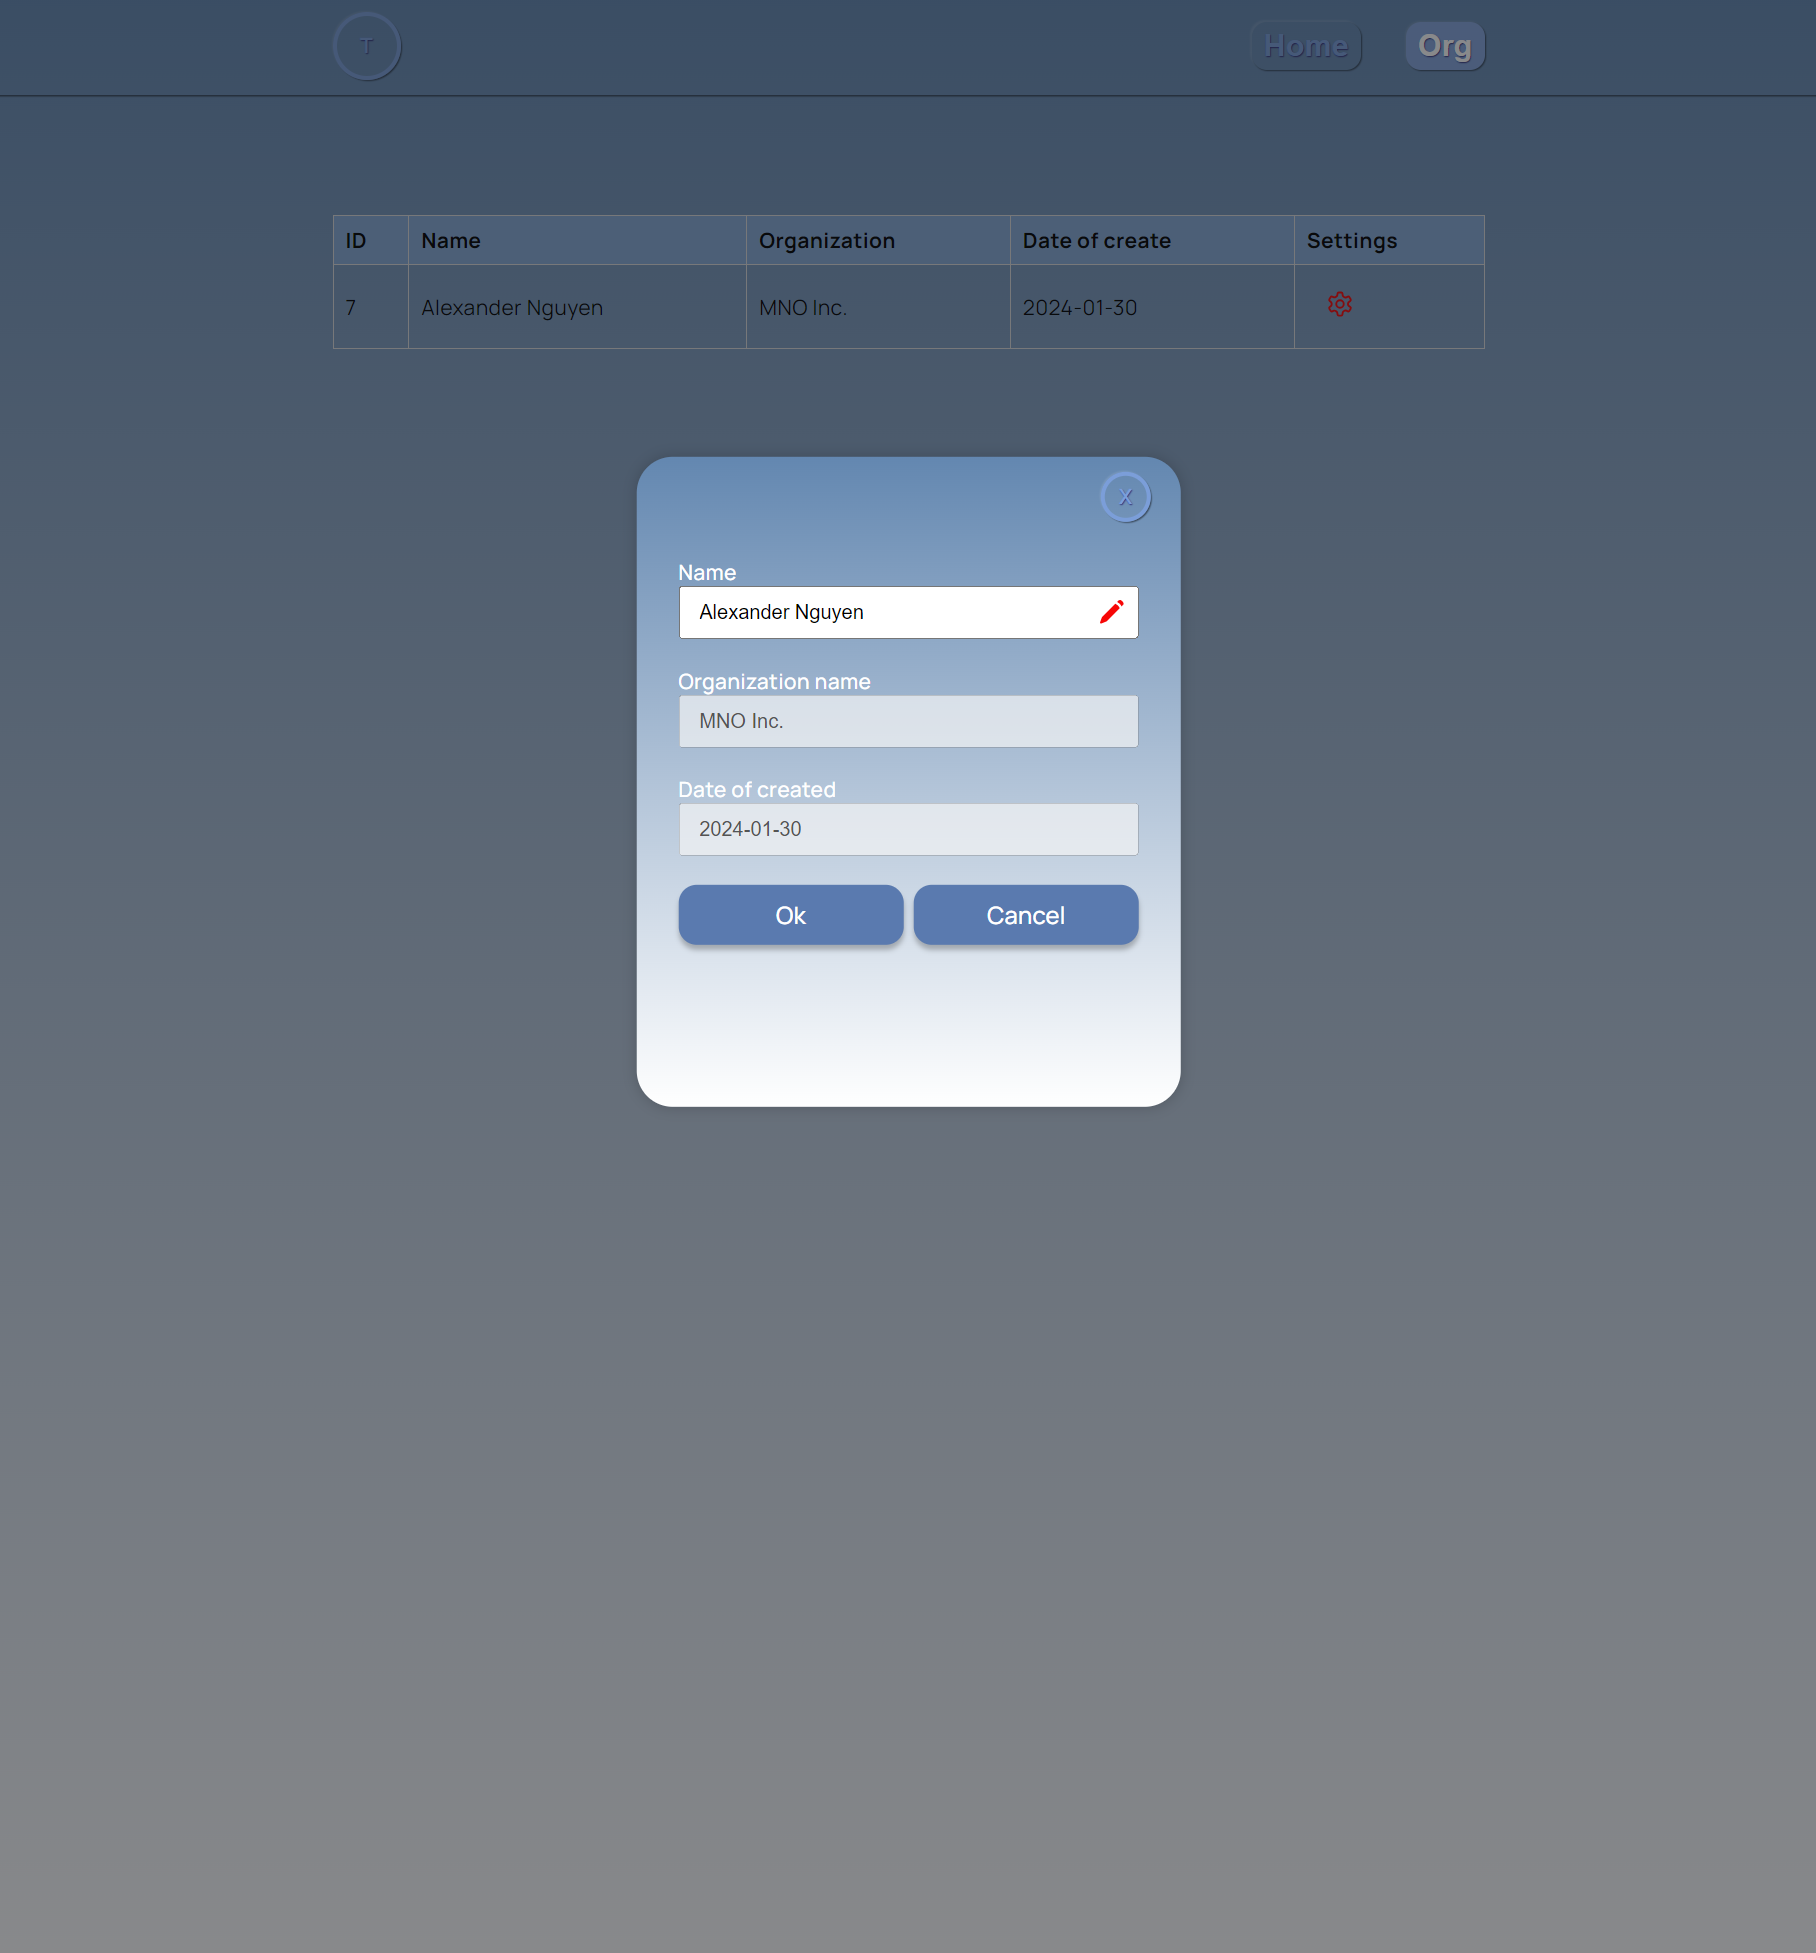 T
Home
Org
ID Name Organization Date of create Settings
7 Alexander Nguyen MNO Inc. 2024-01-30
X
Name
Alexander Nguyen
Organization name
MNO Inc.
Date of created
2024-01-30
Ok Cancel